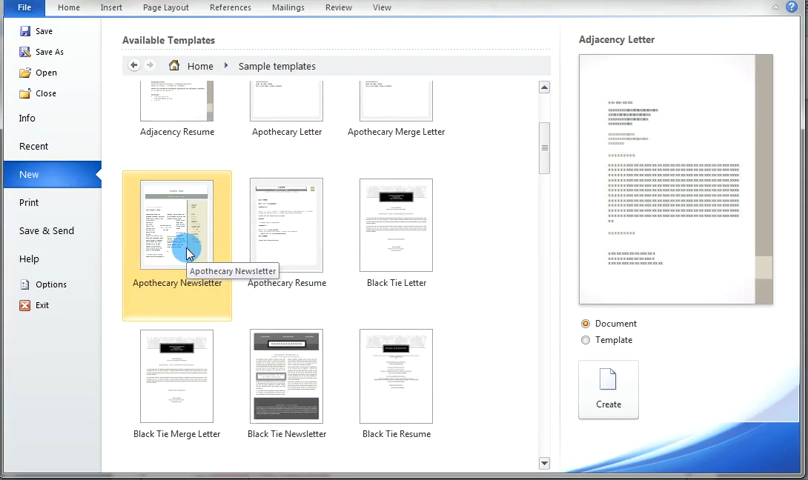 File Home Insert Page Layout References Mailings Review View
Save
Save As
Open
Close
Info
Recent
New
Print
Save & Send
Help
Options
Exit
Available Templates
Home Sample templates
Adjacency Resume Apothecary Letter Apothecary Merge Letter
Apothecary Newsletter
Apothecary Newsletter Apothecary Resume Black Tie Letter
Black Tie Merge Letter Black Tie Newsletter Black Tie Resume
Adjacency Letter
Document
Template
Create